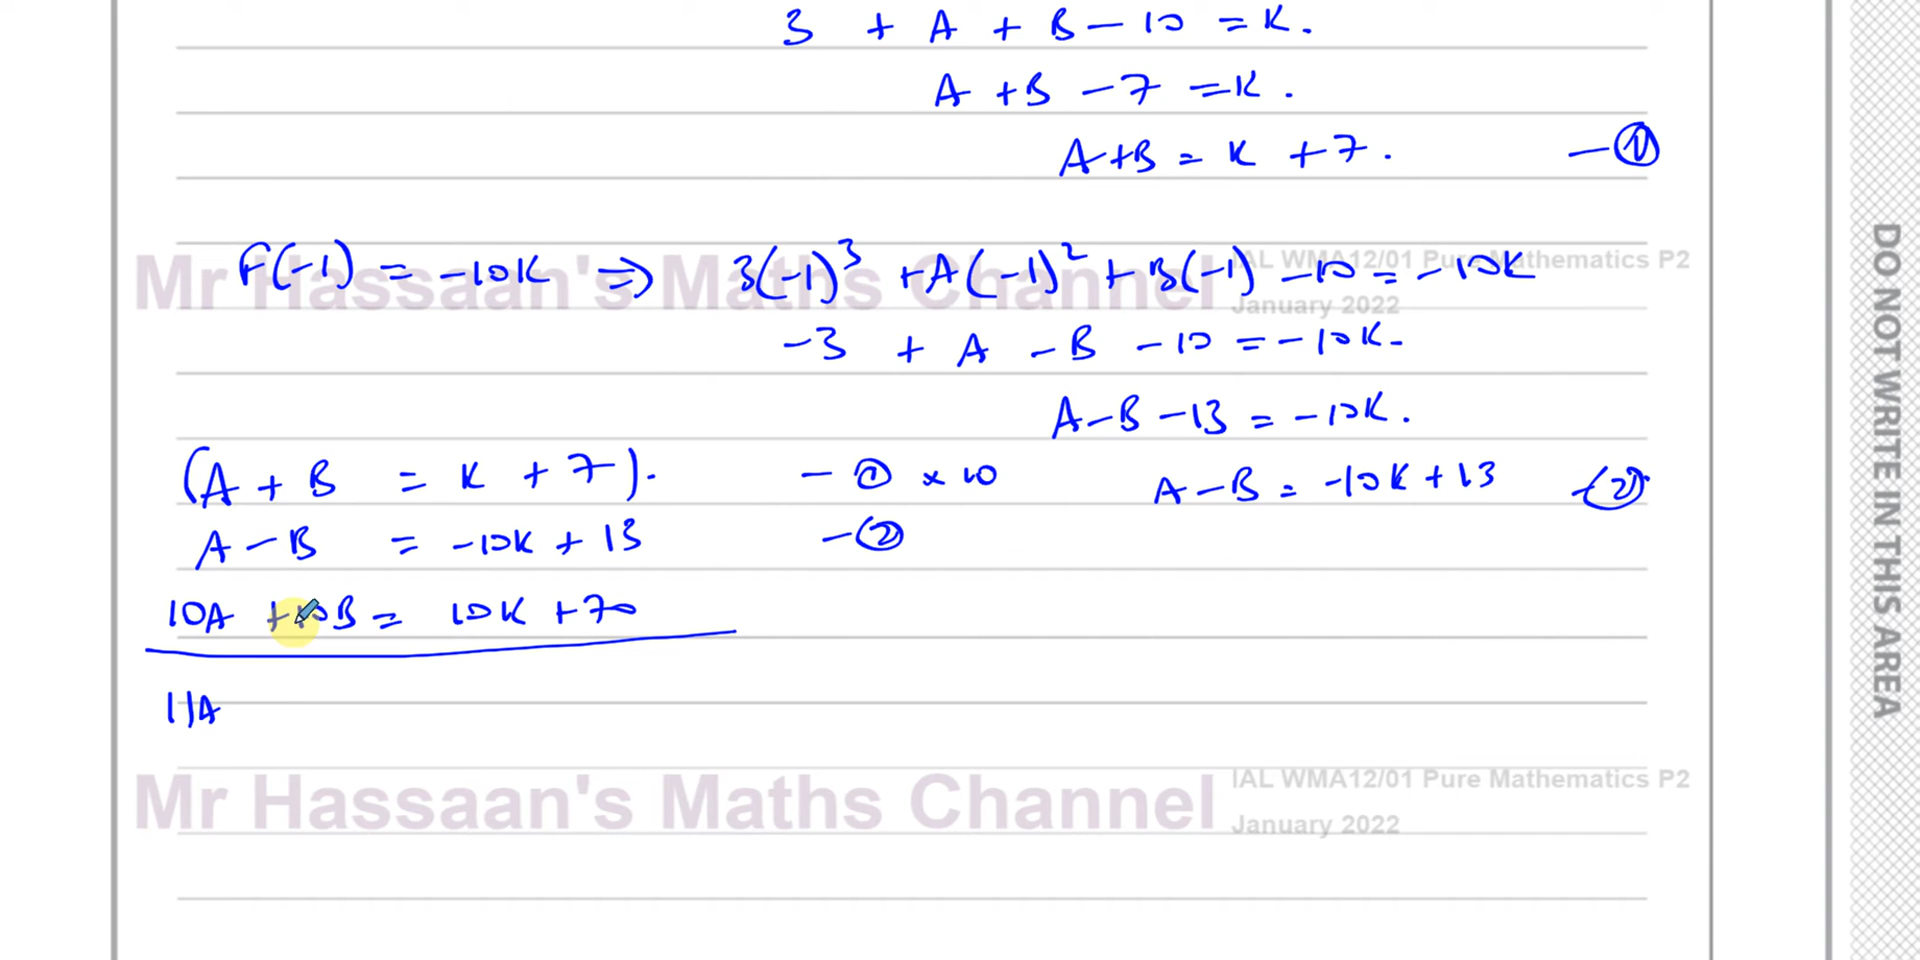 3 + A + B - 10 = K.
A + B - 7 = K.
A + B = K + 7. - ①
F(-1) = -10K ⇒ 3(-1)³ + A(-1)² + B(-1) - 10 = -10K
Mr Hassaan's Maths Channel IAL WMA12/01 Pure Mathematics P2
January 2022
-3 + A - B - 10 = -10K.
A - B - 13 = -10K.
(A + B = K + 7). - ① × 10
A - B = -10K + 13 - ②
A - B = -10K + 13 - ②
10A + 10B = 10K + 70
11A
Mr Hassaan's Maths Channel IAL WMA12/01 Pure Mathematics P2
January 2022
DO NOT WRITE IN THIS AREA